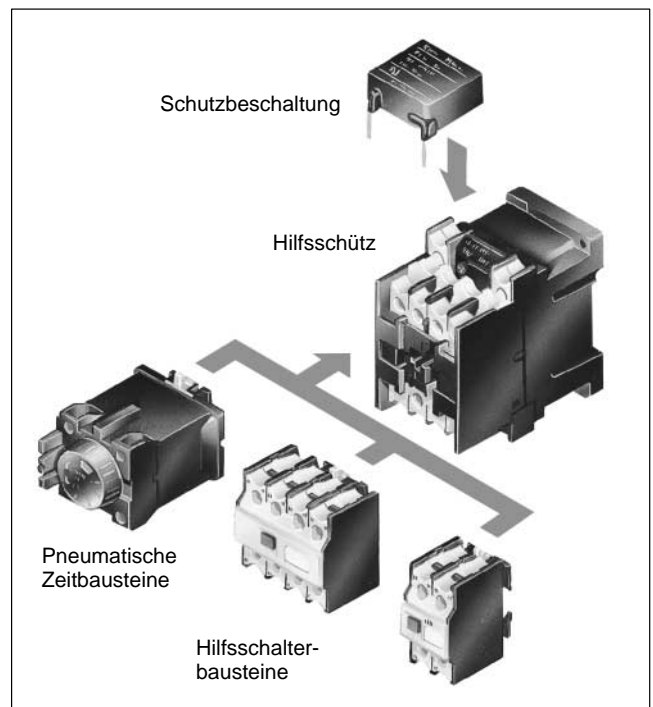 Schutzbeschaltung
Hilfsschütz
Pneumatische
Zeitbausteine
Hilfsschalter-
bausteine